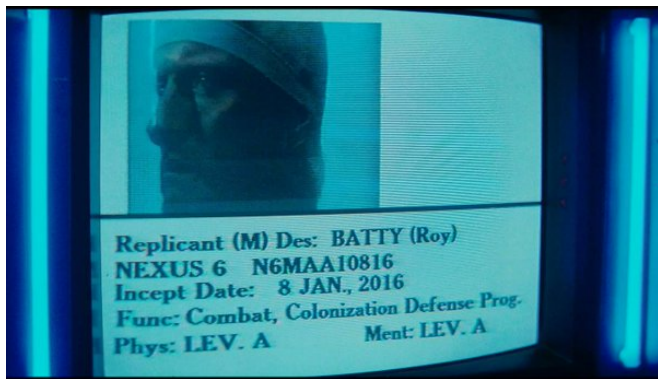 Replicant (M) Des: BATTY (Roy)
NEXUS 6 N6MAA10816
Incept Date: 8 JAN., 2016
Func: Combat, Colonization Defense Prog.
Phys: LEV. A Ment: LEV. A